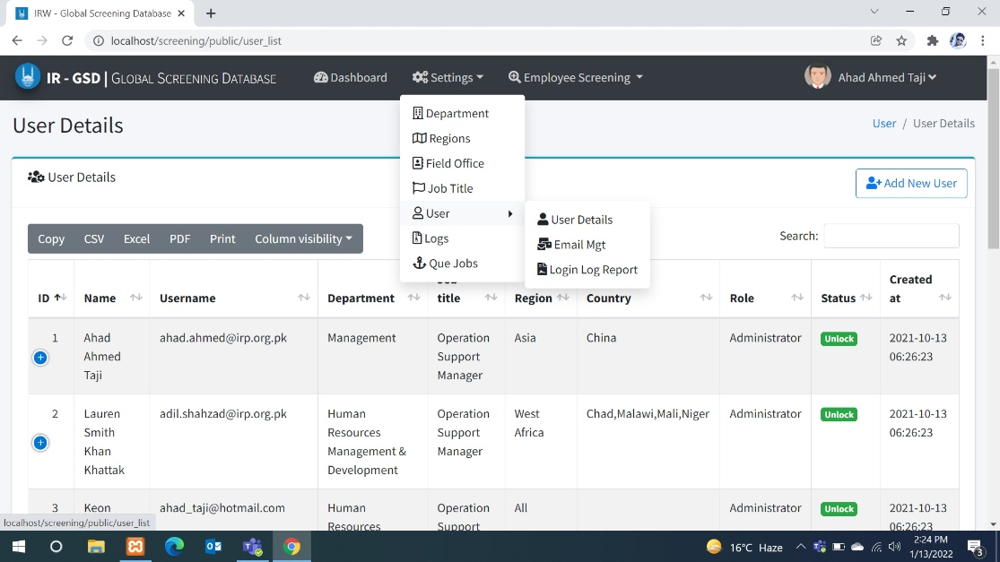 IRW - Global Screening Database
localhost/screening/public/user_list
IR - GSD | GLOBAL SCREENING DATABASE
Dashboard
Settings
Employee Screening
Ahad Ahmed Taji
Department
Regions
Field Office
Job Title
User
Logs
Que Jobs
User Details
Email Mgt
Login Log Report
User Details
User / User Details
User Details
Add New User
Copy CSV Excel PDF Print Column visibility
Search:
ID Name Username Department title Region Country Role Status Created at
1 Ahad Ahmed Taji ahad.ahmed@irp.org.pk Management Operation Support Manager Asia China Administrator Unlock 2021-10-13 06:26:23
2 Lauren Smith Khan Khattak adil.shahzad@irp.org.pk Human Resources Management & Development Operation Support Manager West Africa Chad,Malawi,Mali,Niger Administrator Unlock 2021-10-13 06:26:23
3 Keon ahad_taji@hotmail.com Human Resources Operation Support All Administrator Unlock 2021-10-13 06:26:23
localhost/screening/public/user_list
16°C Haze
2:24 PM
1/13/2022
3